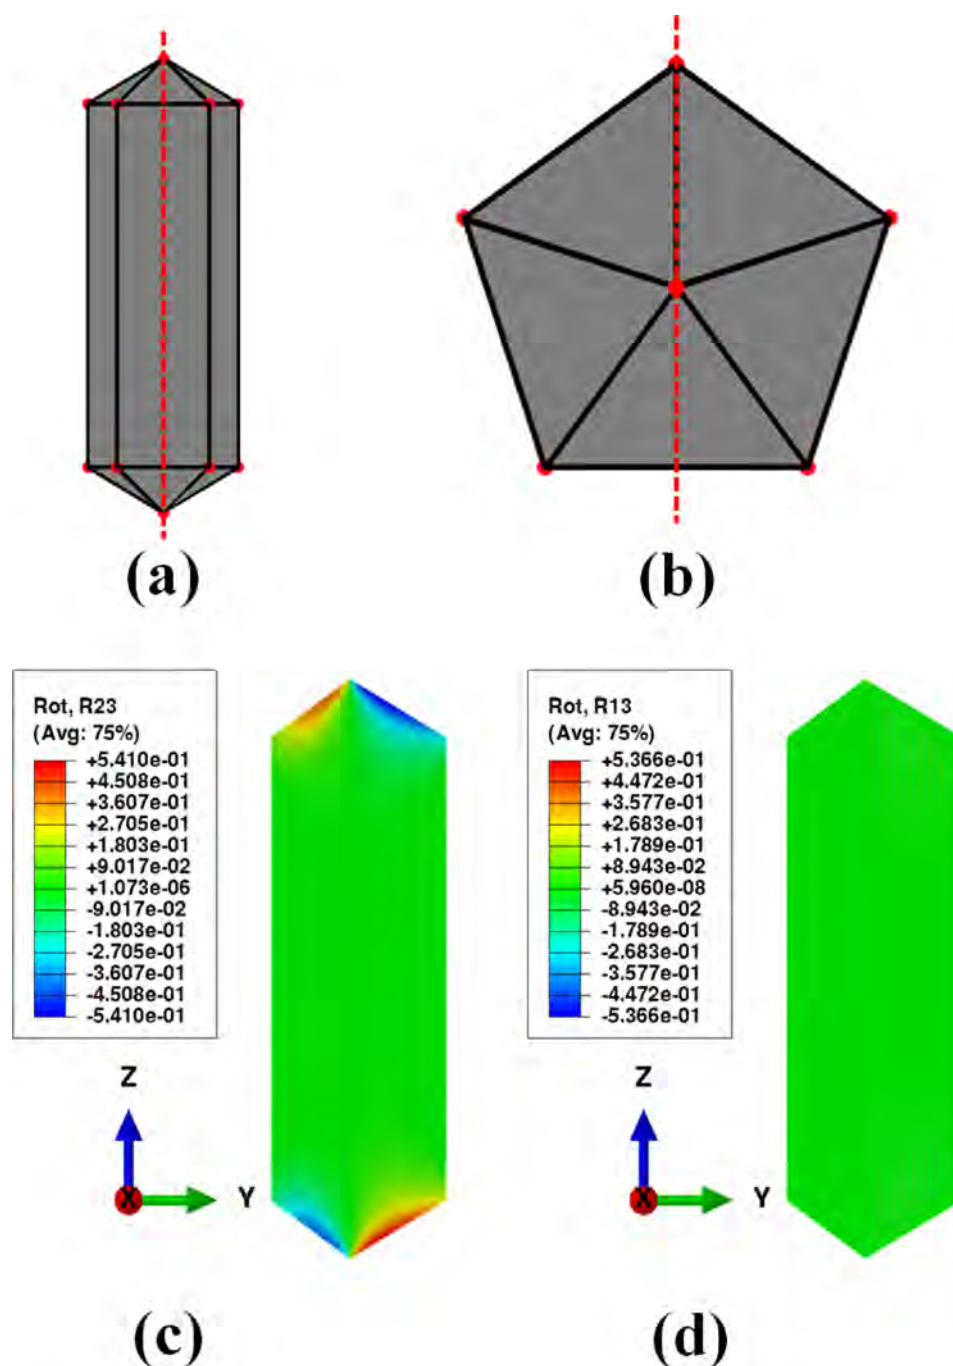 (a)
(b)
Rot, R23
(Avg: 75%)
+5.410e-01
+4.508e-01
+3.607e-01
+2.705e-01
+1.803e-01
+9.017e-02
+1.073e-06
-9.017e-02
-1.803e-01
-2.705e-01
-3.607e-01
-4.508e-01
-5.410e-01
Z
X
Y
Rot, R13
(Avg: 75%)
+5.366e-01
+4.472e-01
+3.577e-01
+2.683e-01
+1.789e-01
+8.943e-02
+5.960e-08
-8.943e-02
-1.789e-01
-2.683e-01
-3.577e-01
-4.472e-01
-5.366e-01
Z
X
Y
(c)
(d)